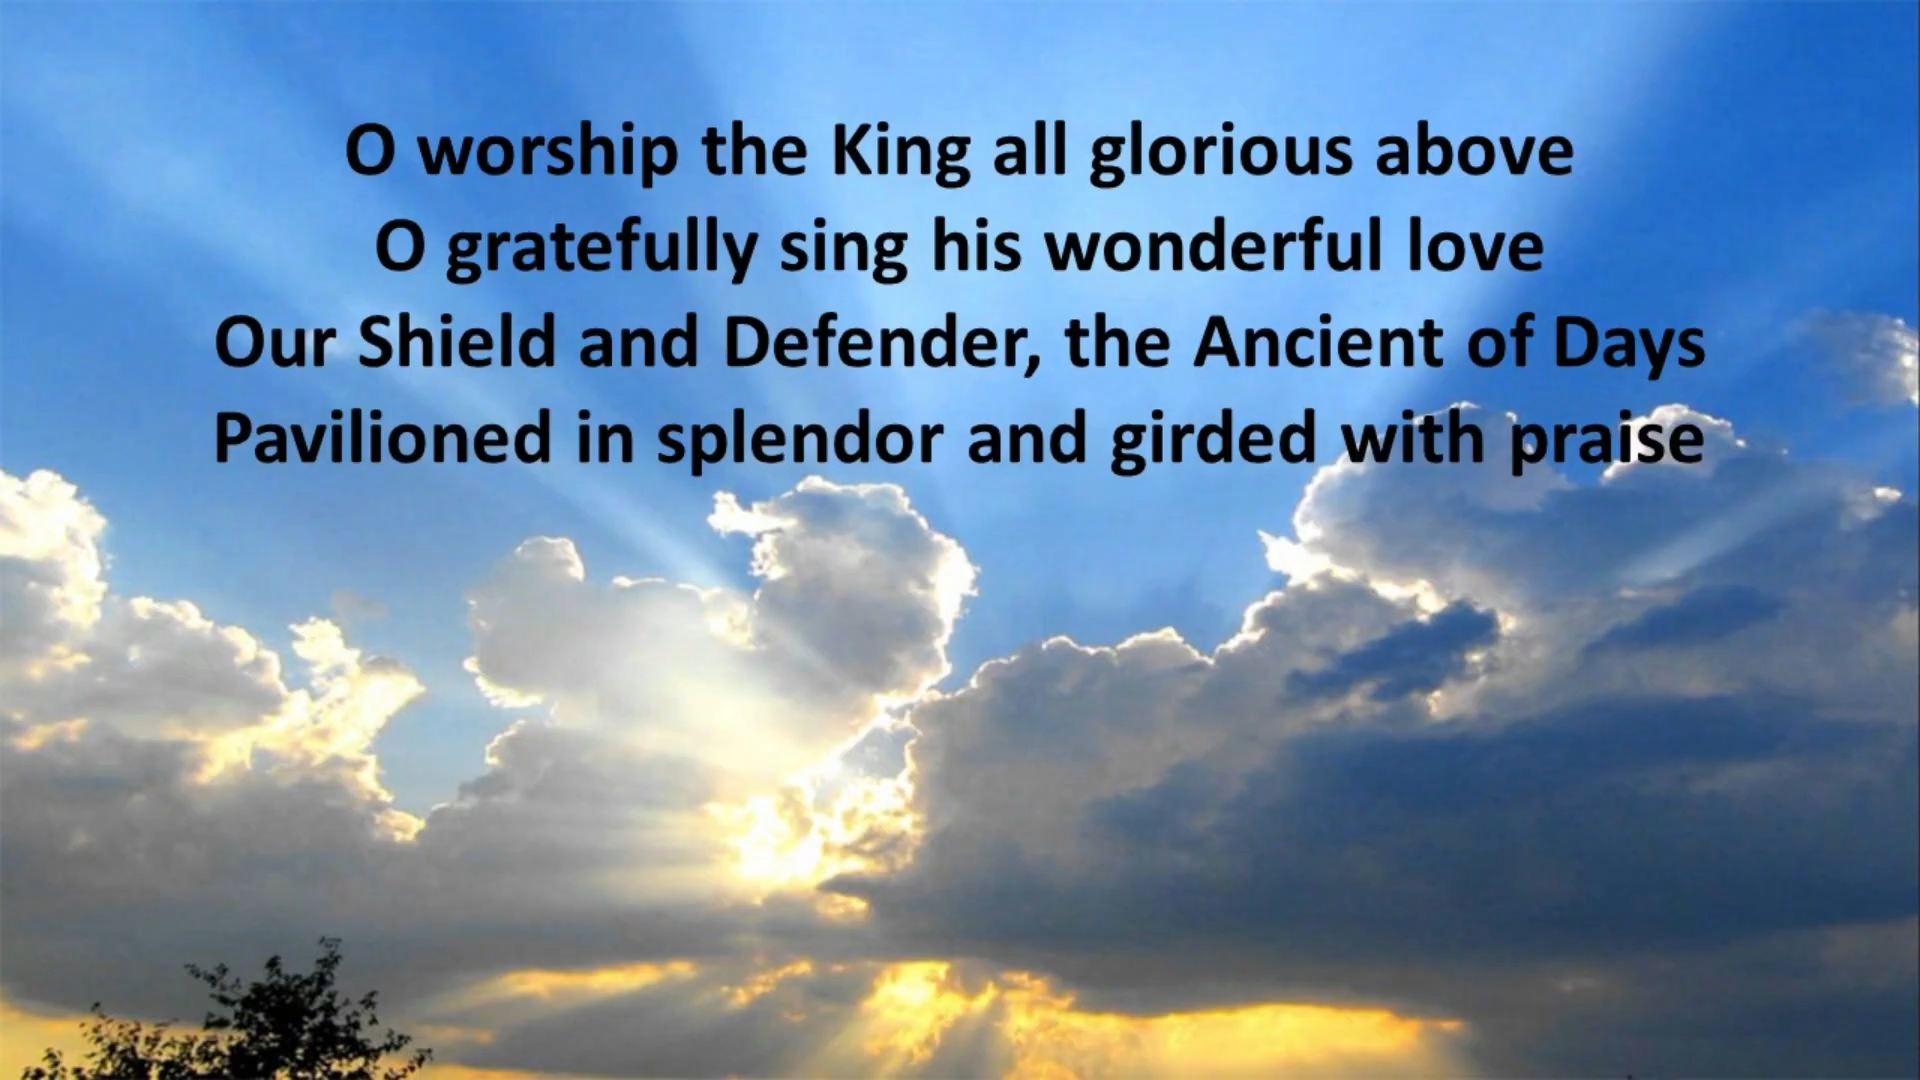 O worship the King all glorious above
O gratefully sing his wonderful love
Our Shield and Defender, the Ancient of Days
Pavilioned in splendor and girded with praise